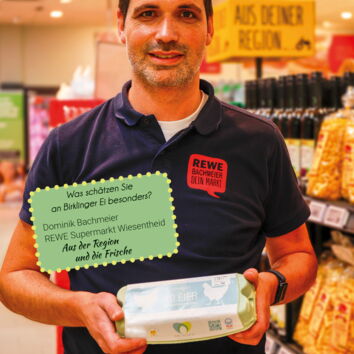 AUS DEINER
REGION
REWE
BACHMEIER
DEIN MARKT
Was schätzen Sie
an Birklinger Ei besonders?
Dominik Bachmeier
REWE Supermarkt Wiesentheid
Aus der Region
und die Frische
EIER